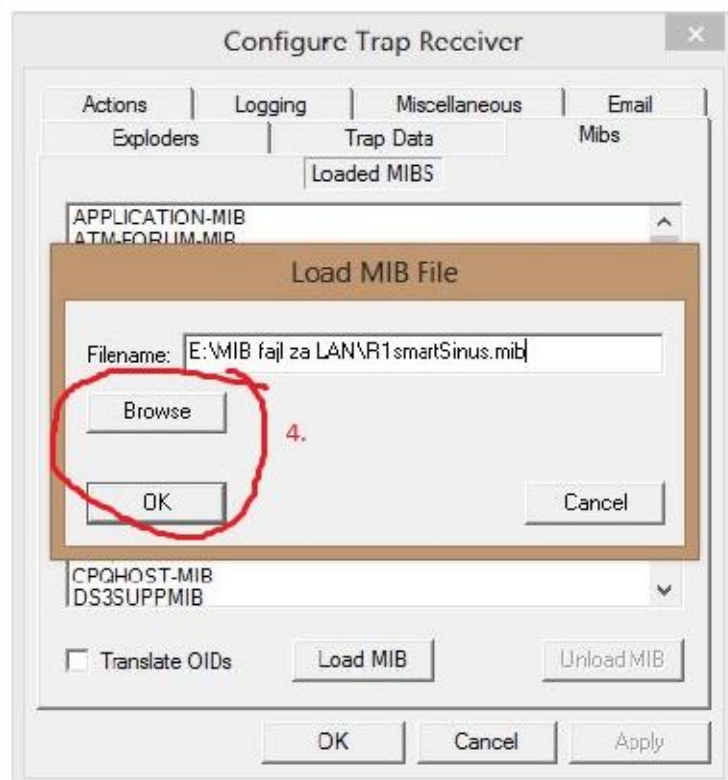 Configure Trap Receiver
Actions Logging Miscellaneous Email
Exploders Trap Data Mibs
Loaded MIBS
APPLICATION-MIB
ATM-FORUM-MIB
Load MIB File
Filename: E:\MIB fajl za LAN\R1smartSinus.mib
Browse
4.
OK Cancel
CPQHOST-MIB
DS3SUPPMIB
Translate OIDs Load MIB Unload MIB
OK Cancel Apply